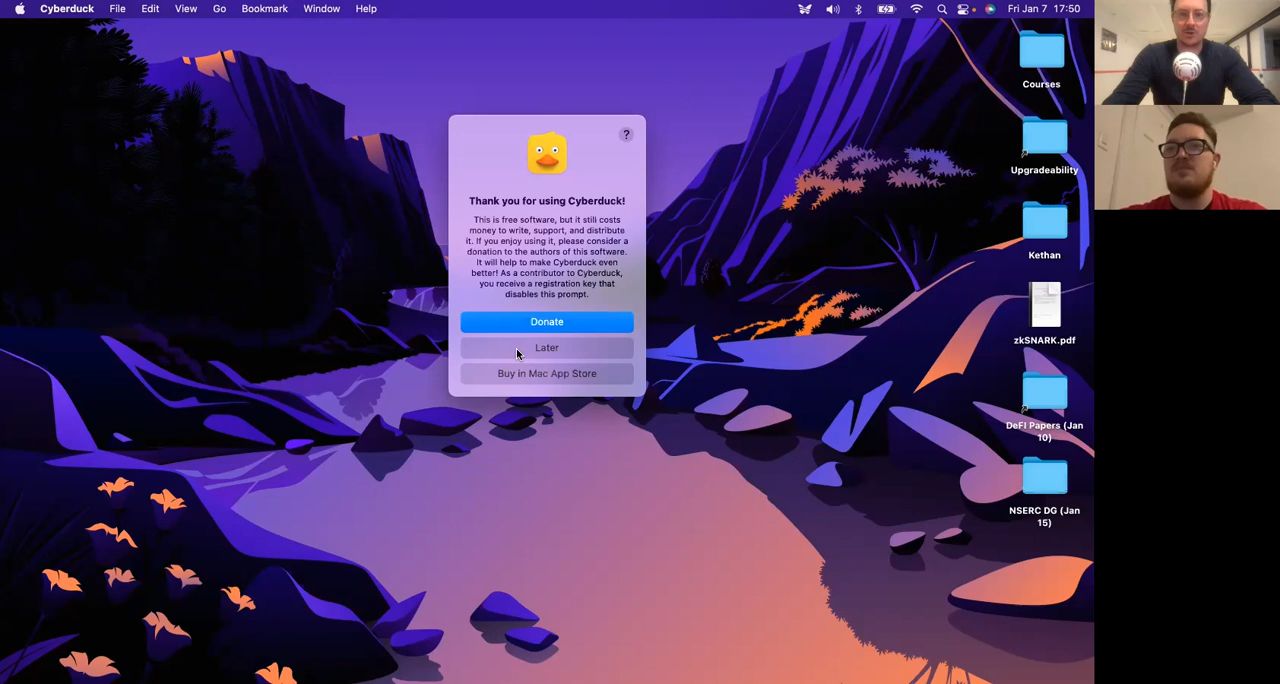 Cyberduck File Edit View Go Bookmark Window Help Fri Jan 7 17:50
?
Thank you for using Cyberduck!
This is free software, but it still costs
money to write, support, and distribute
it. If you enjoy using it, please consider a
donation to the authors of this software.
It will help to make Cyberduck even
better! As a contributor to Cyberduck,
you receive a registration key that
disables this prompt.
Donate
Later
Buy in Mac App Store
Courses
Upgradeability
Kethan
zkSNARK.pdf
DeFI Papers (Jan
10)
NSERC DG (Jan
15)